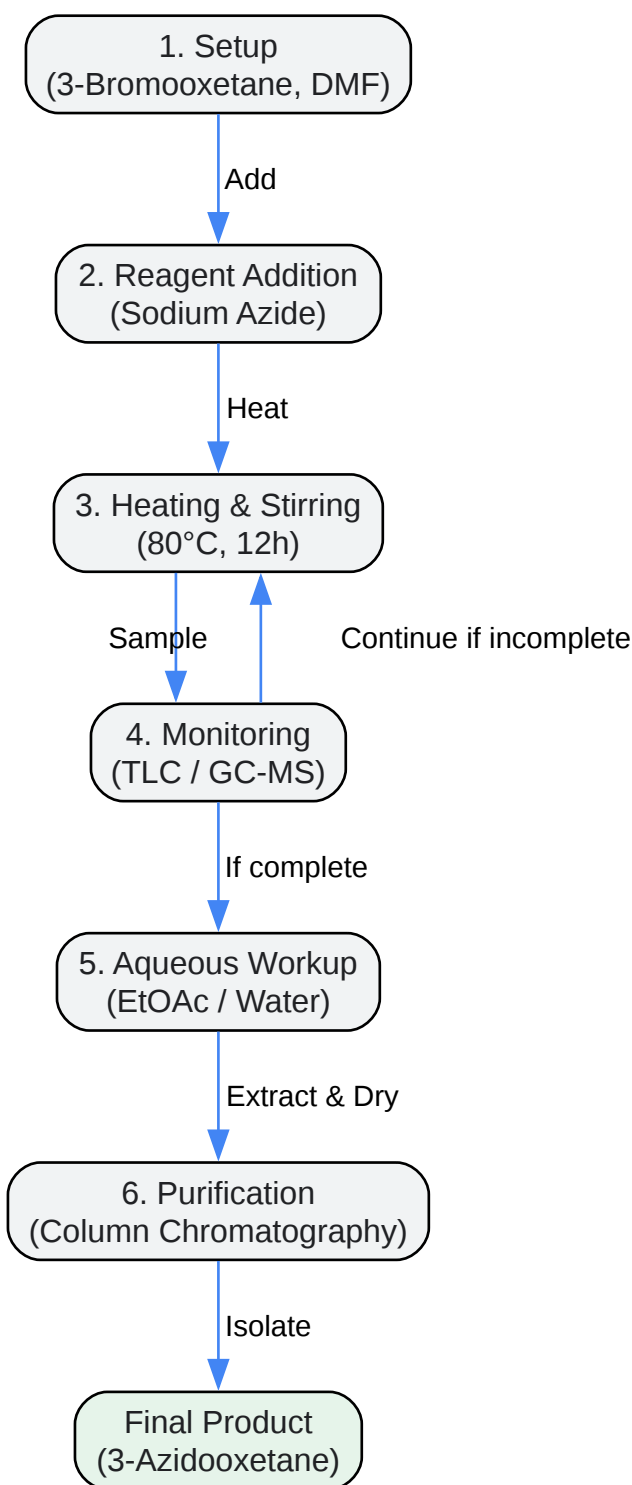 1. Setup
(3-Bromooxetane, DMF)
Add
2. Reagent Addition
(Sodium Azide)
Heat
3. Heating & Stirring
(80°C, 12h)
Sample
Continue if incomplete
4. Monitoring
(TLC / GC-MS)
If complete
5. Aqueous Workup
(EtOAc / Water)
Extract & Dry
6. Purification
(Column Chromatography)
Isolate
Final Product
(3-Azidooxetane)